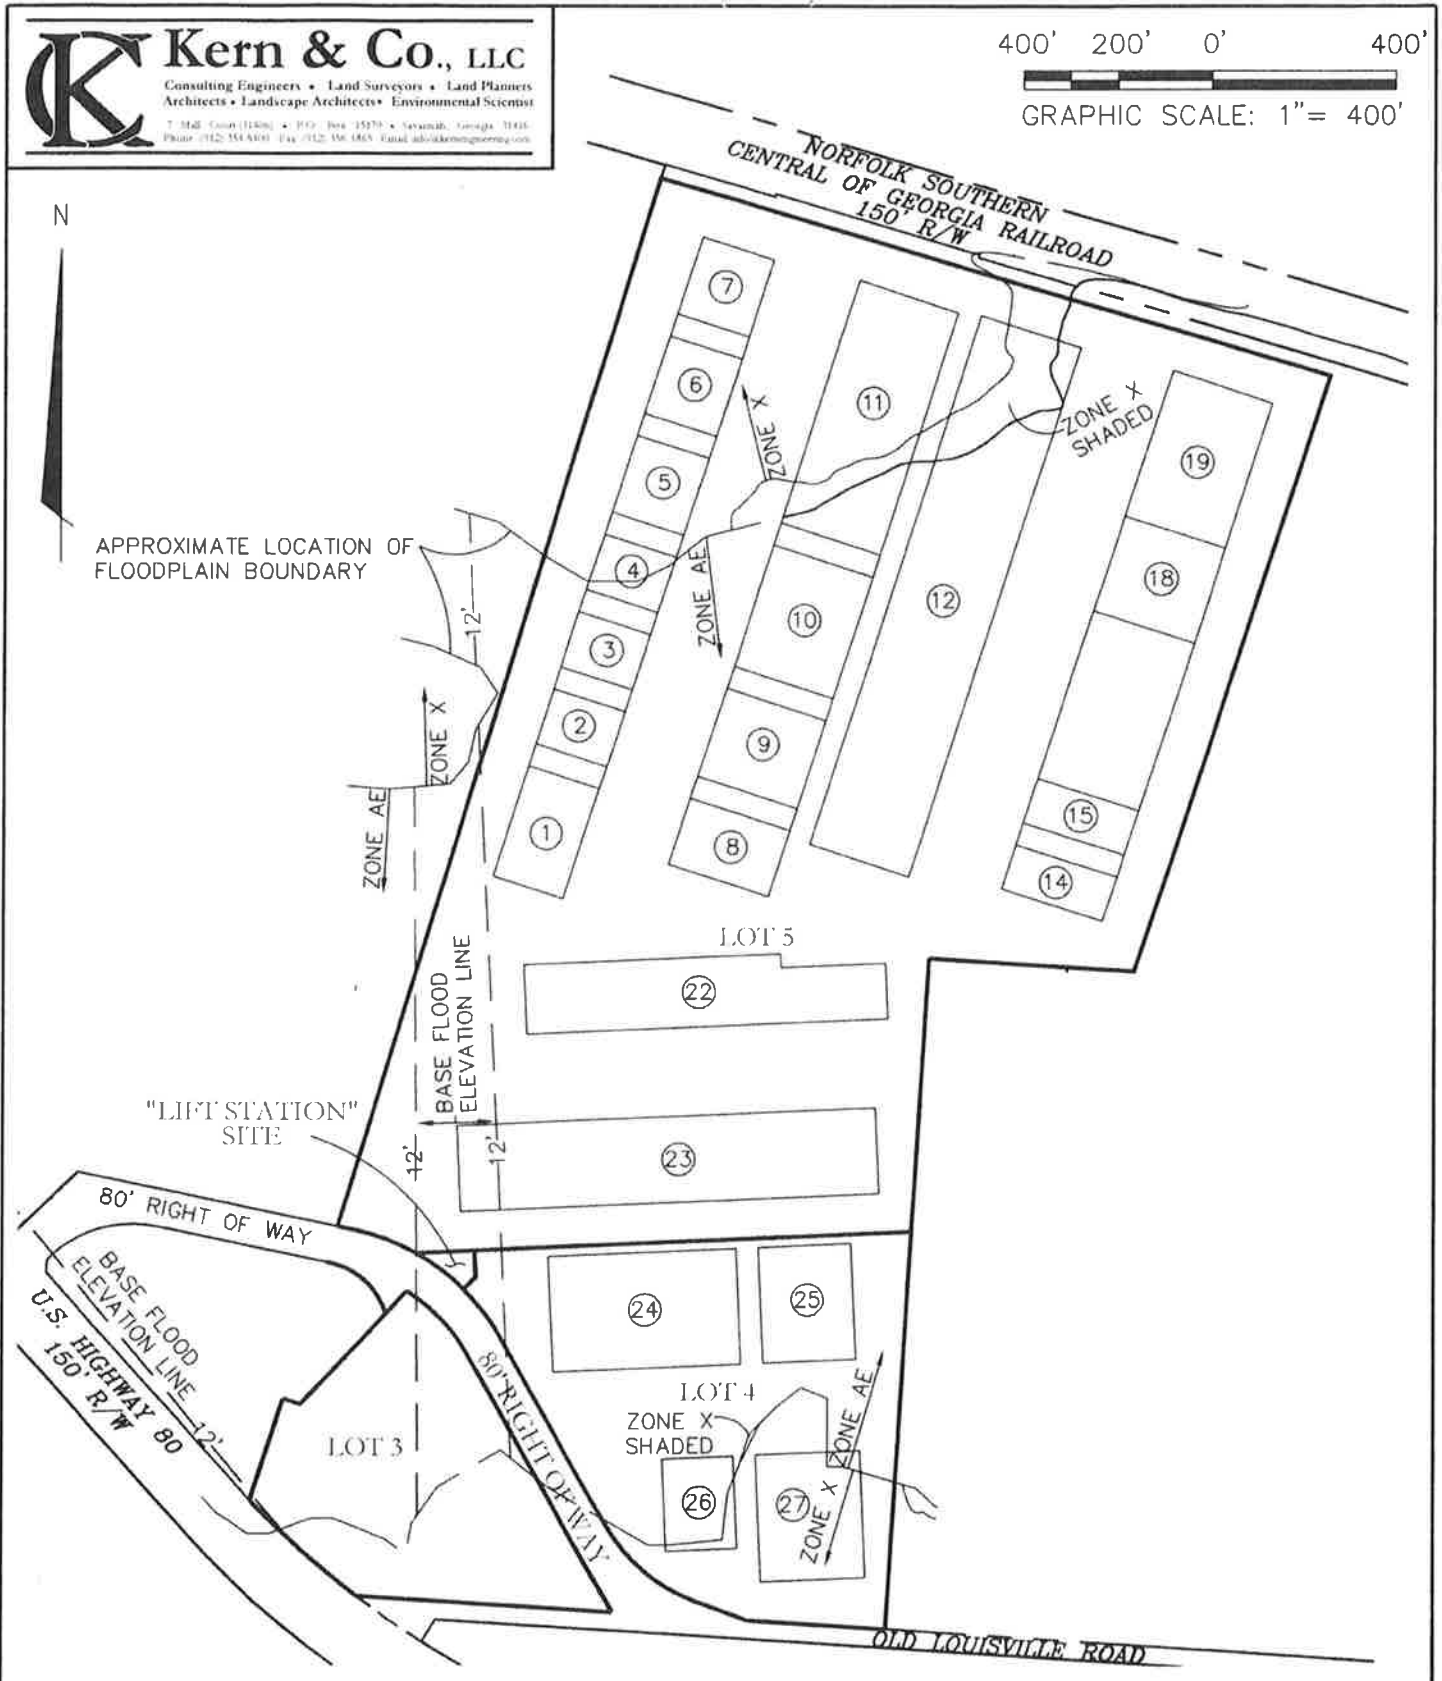 Kern & Co., LLC
Consulting Engineers • Land Surveyors • Land Planners
Architects • Landscape Architects • Environmental Scientist
400' 200' 0' 400'
GRAPHIC SCALE: 1"= 400'
N
NORFOLK SOUTHERN
CENTRAL OF GEORGIA RAILROAD
150' R/W
7
6
5
4
3
2
1
11
10
9
8
12
19
18
15
14
ZONE X
ZONE X
SHADED
ZONE AE
APPROXIMATE LOCATION OF
FLOODPLAIN BOUNDARY
12'
ZONE X
ZONE AE
LOT 5
22
BASE FLOOD
ELEVATION LINE
12'
12'
23
"LIFT STATION"
SITE
80' RIGHT OF WAY
BASE FLOOD
ELEVATION LINE
12'
U.S. HIGHWAY 80
150' R/W
24
25
LOT 3
80' RIGHT OF WAY
LOT 4
ZONE X
SHADED
ZONE AE
ZONE X
26
27
OLD LOUISVILLE ROAD